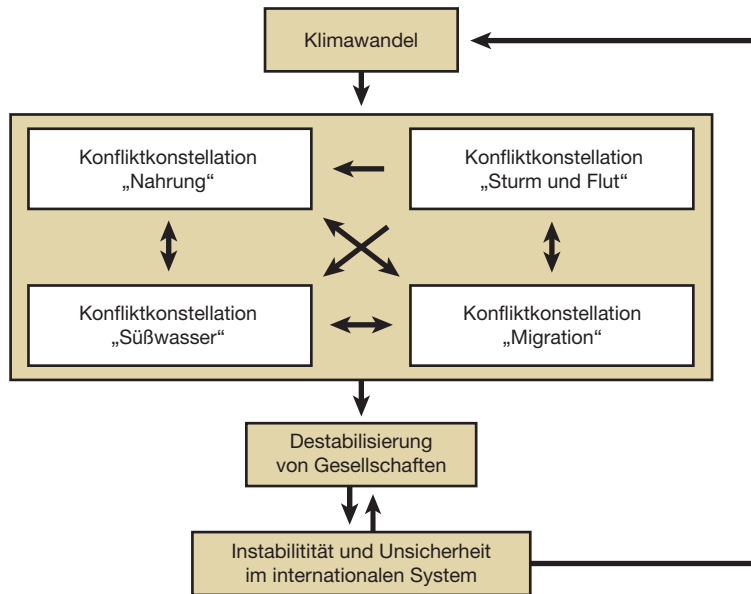 Klimawandel
Konfliktkonstellation
„Nahrung“
Konfliktkonstellation
„Sturm und Flut“
Konfliktkonstellation
„Süßwasser“
Konfliktkonstellation
„Migration“
Destabilisierung
von Gesellschaften
Instabilitität und Unsicherheit
im internationalen System